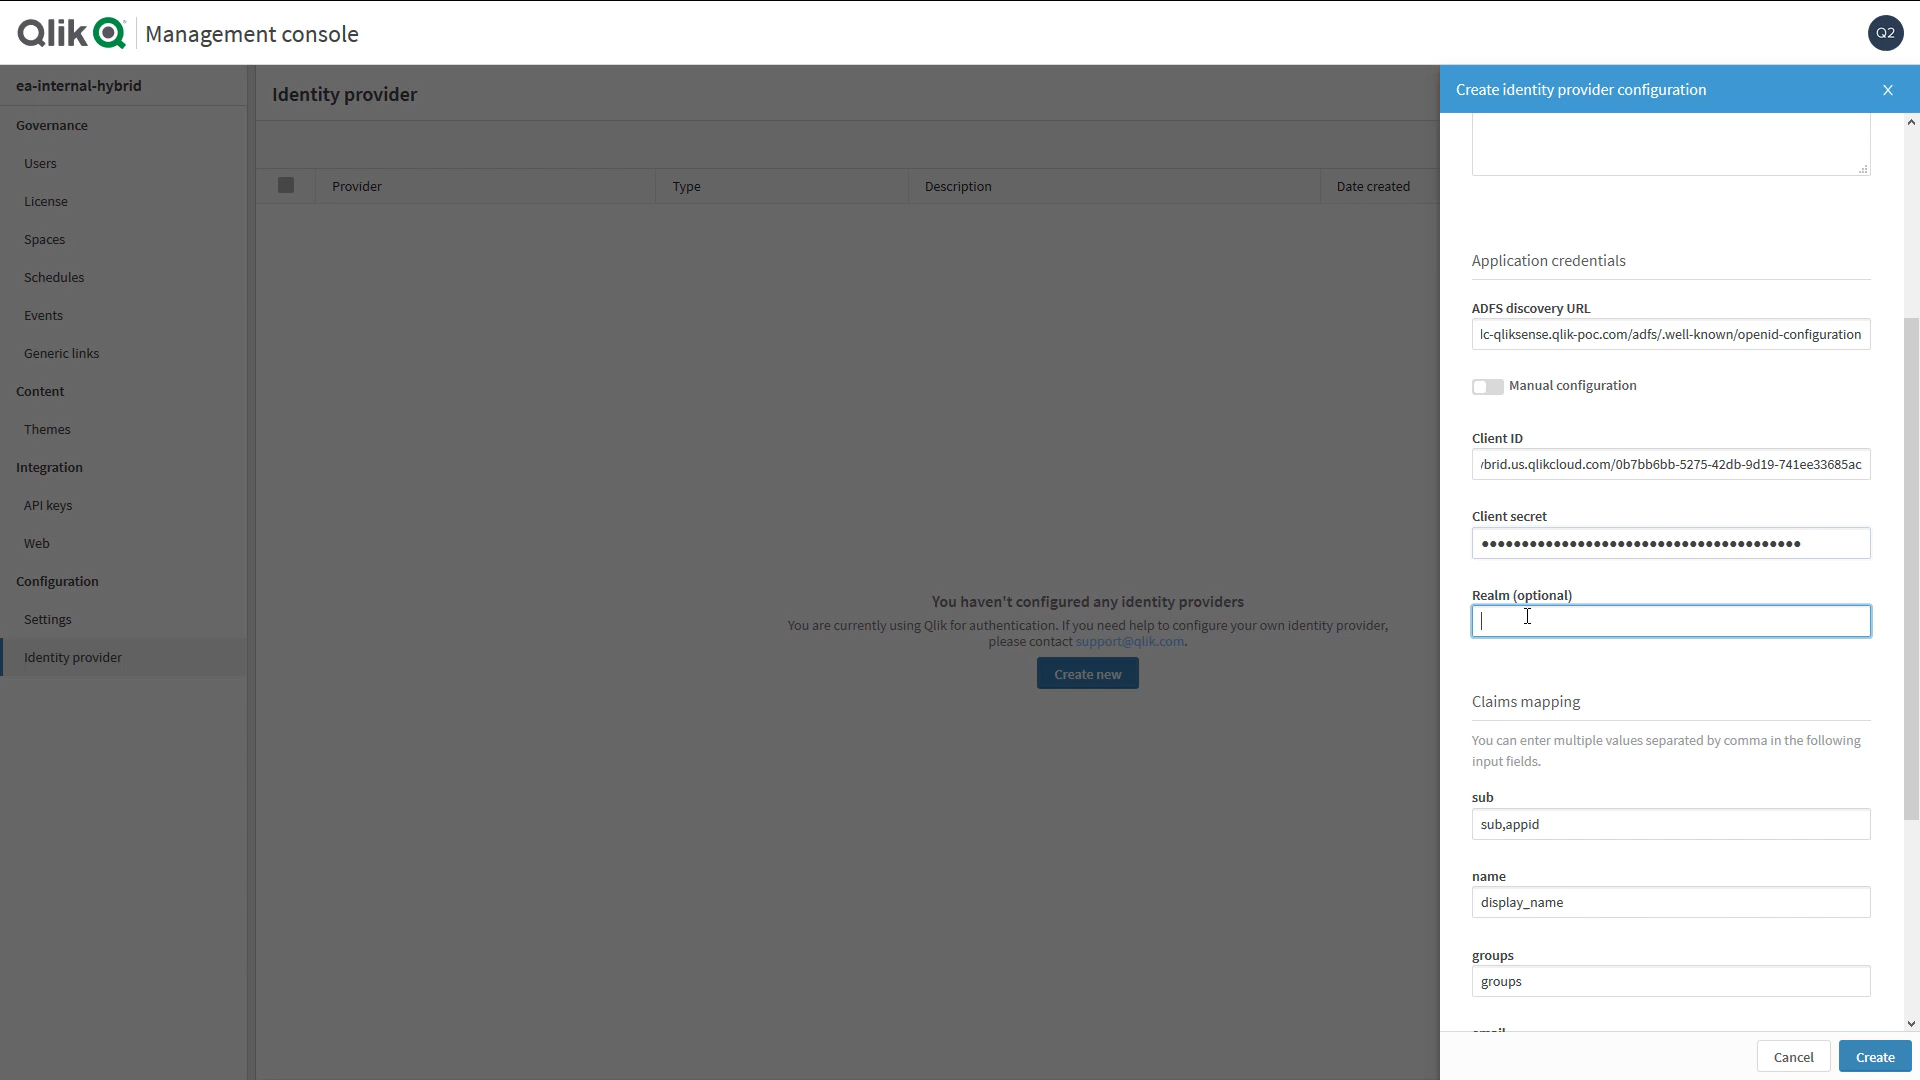 Qlik
Management console
Q2
ea-internal-hybrid
Governance
Users
License
Spaces
Schedules
Events
Generic links
Content
Themes
Integration
API keys
Web
Configuration
Settings
Identity provider
Identity provider
Provider
Type
Description
Date created
You haven't configured any identity providers
You are currently using Qlik for authentication. If you need help to configure your own identity provider,
please contact support@qlik.com.
Create new
Create identity provider configuration
Application credentials
ADFS discovery URL
lc-qliksense.qlik-poc.com/adfs/.well-known/openid-configuration
Manual configuration
Client ID
ybrid.us.qlikcloud.com/0b7bb6bb-5275-42db-9d19-741ee33685ac
Client secret
Realm (optional)
Claims mapping
You can enter multiple values separated by comma in the following
input fields.
sub
sub,appid
name
display_name
groups
groups
Cancel
Create